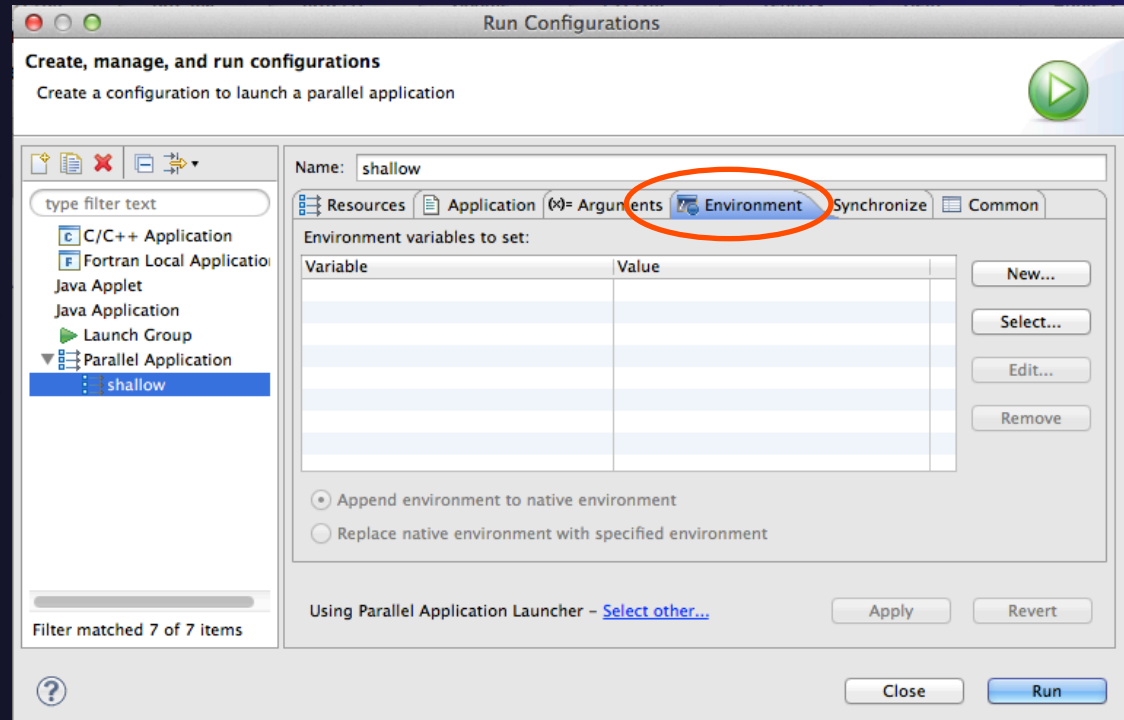 Run Configurations
Create, manage, and run configurations
Create a configuration to launch a parallel application
Name: shallow
type filter text
Resources Application (x)= Arguments Environment Synchronize Common
C/C++ Application
Fortran Local Applicatio
Java Applet
Java Application
Launch Group
Parallel Application
shallow
Filter matched 7 of 7 items
Environment variables to set:
Variable Value
New...
Select...
Edit...
Remove
Append environment to native environment
Replace native environment with specified environment
Using Parallel Application Launcher – Select other...
Apply Revert
? Close Run